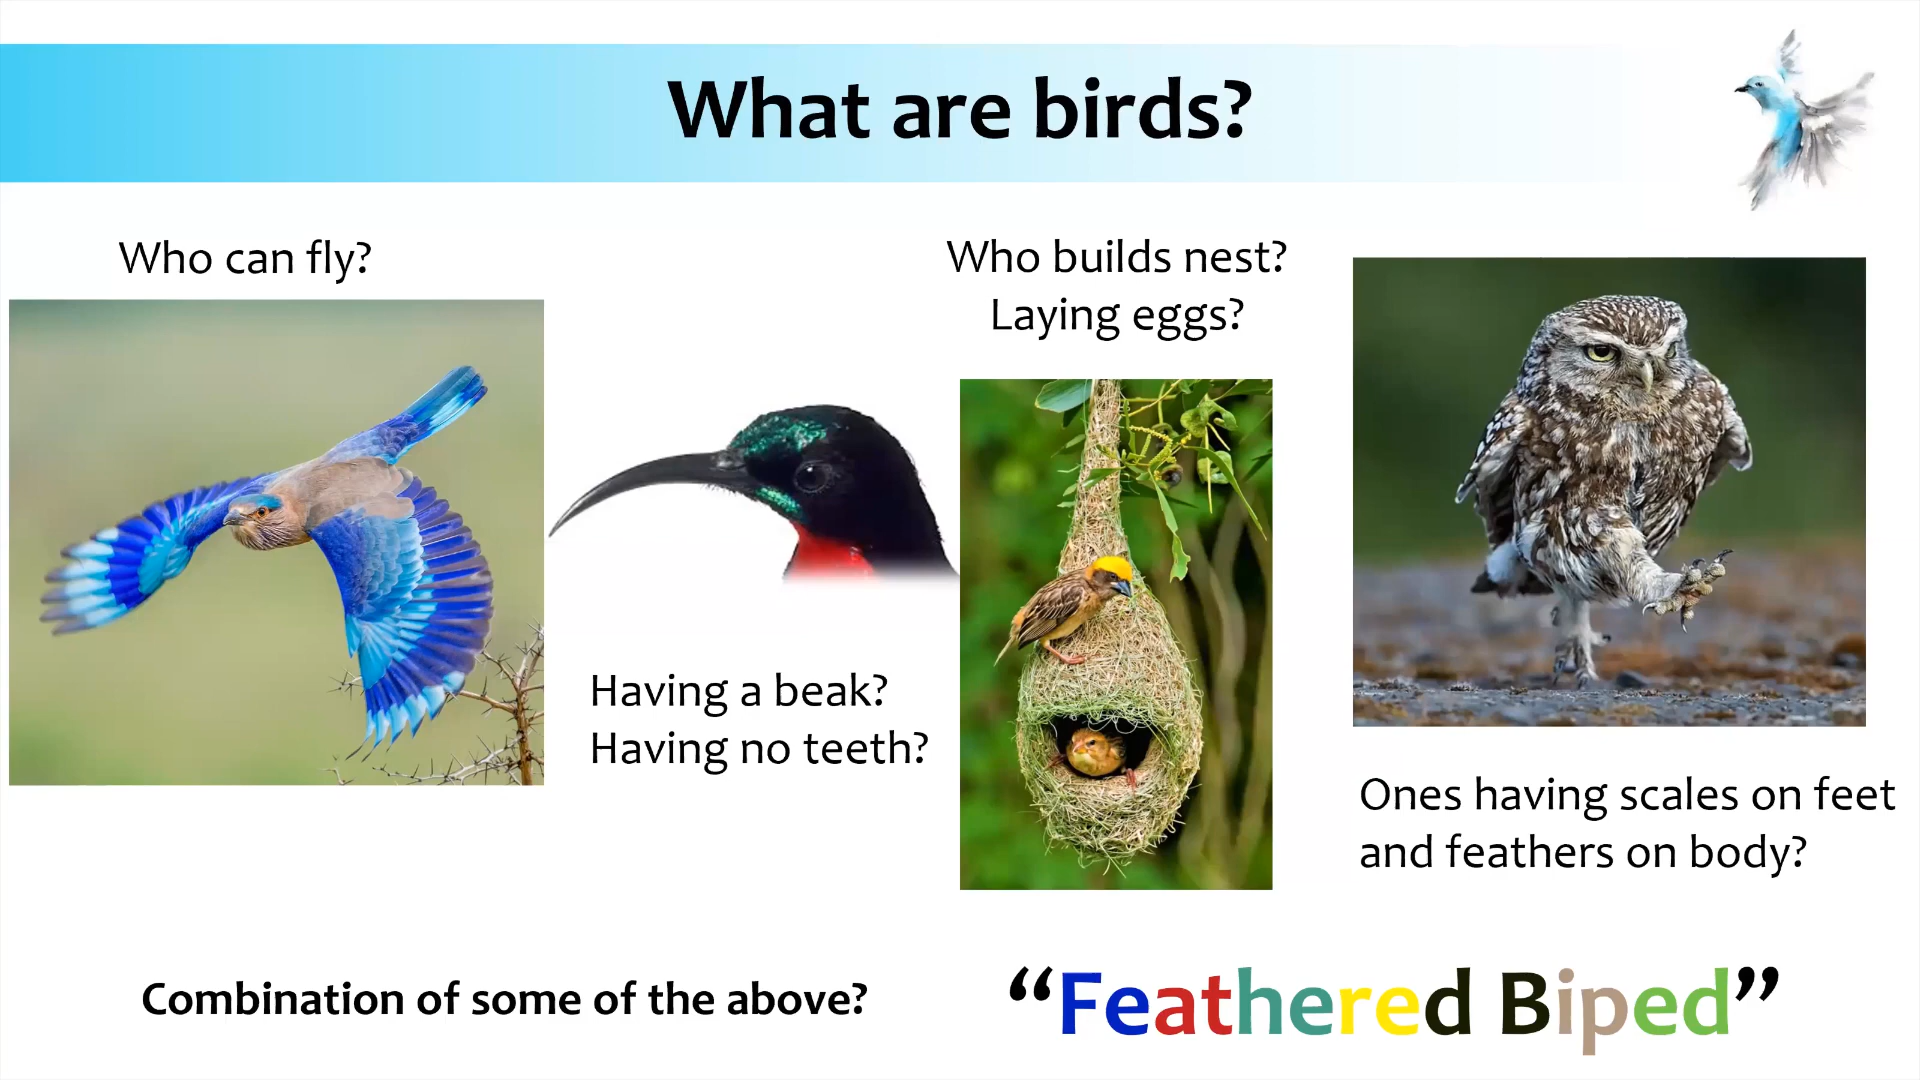 What are birds?
Who can fly?
Having a beak?
Having no teeth?
Who builds nest?
Laying eggs?
Ones having scales on feet
and feathers on body?
Combination of some of the above?
“Feathered Biped”